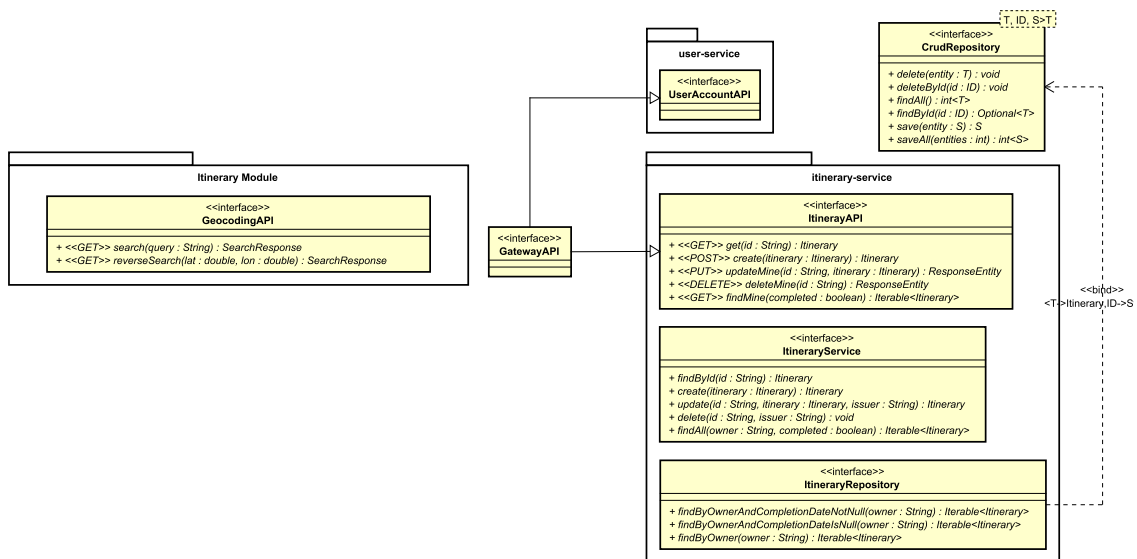 T, ID, S>T
<<interface>>
CrudRepository
+ delete(entity : T) : void
+ deleteById(id : ID) : void
+ findAll() : int<T>
+ findById(id : ID) : Optional<T>
+ save(entity : S) : S
+ saveAll(entities : int) : int<S>
user-service
<<interface>>
UserAccountAPI
Itinerary Module
<<interface>>
GeocodingAPI
+ <<GET>> search(query : String) : SearchResponse
+ <<GET>> reverseSearch(lat : double, lon : double) : SearchResponse
<<interface>>
GatewayAPI
itinerary-service
<<interface>>
ItinerayAPI
+ <<GET>> get(id : String) : Itinerary
+ <<POST>> create(itinerary : Itinerary) : Itinerary
+ <<PUT>> updateMine(id : String, itinerary : Itinerary) : ResponseEntity
+ <<DELETE>> deleteMine(id : String) : ResponseEntity
+ <<GET>> findMine(completed : boolean) : Iterable<Itinerary>
<<bind>>
<T->Itinerary,ID->S
<<interface>>
ItineraryService
+ findById(id : String) : Itinerary
+ create(itinerary : Itinerary) : Itinerary
+ update(id : String, itinerary : Itinerary, issuer : String) : Itinerary
+ delete(id : String, issuer : String) : void
+ findAll(owner : String, completed : boolean) : Iterable<Itinerary>
<<interface>>
ItineraryRepository
+ findByOwnerAndCompletionDateNotNull(owner : String) : Iterable<Itinerary>
+ findByOwnerAndCompletionDateIsNull(owner : String) : Iterable<Itinerary>
+ findByOwner(owner : String) : Iterable<Itinerary>